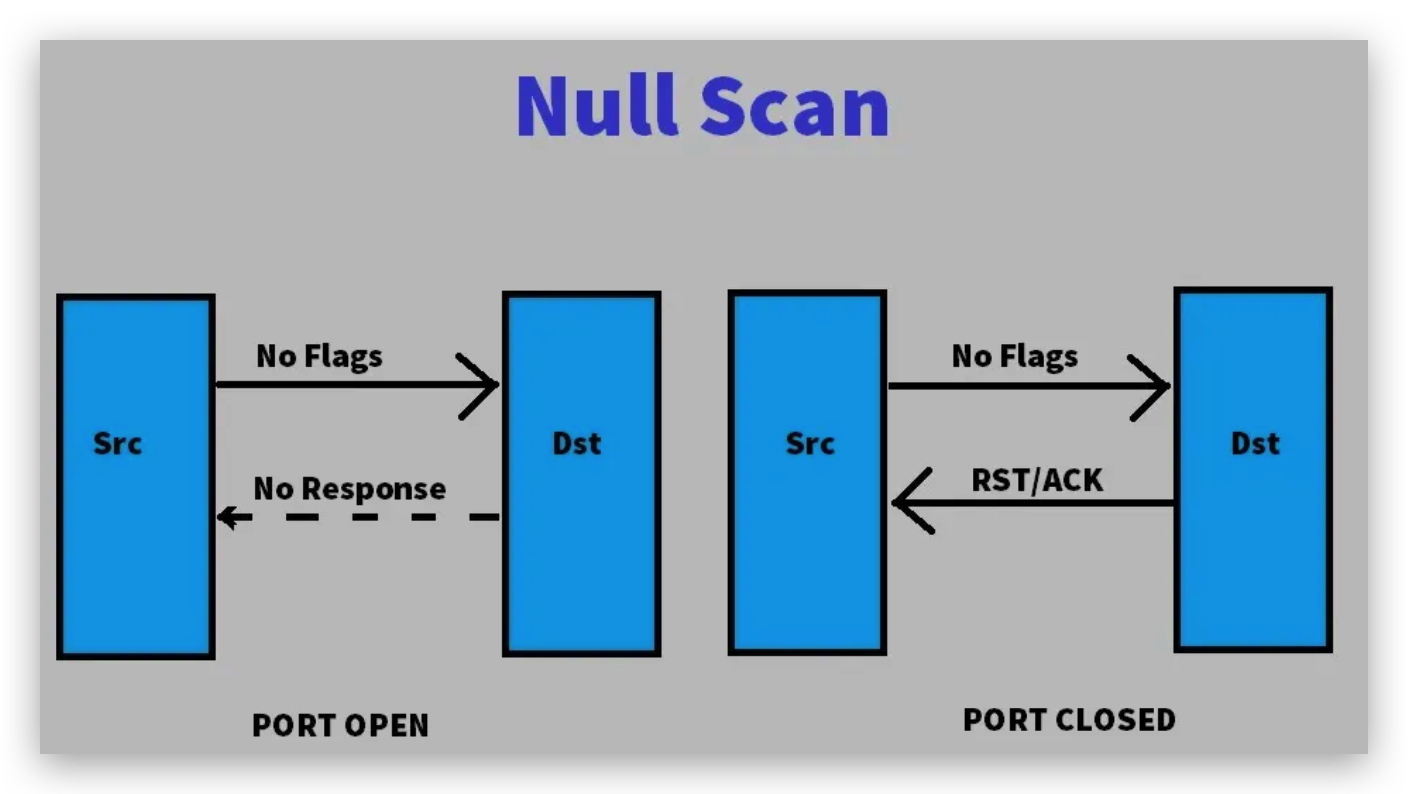 Null Scan
No Flags
Src
Dst
No Response
PORT OPEN
No Flags
Src
Dst
RST/ACK
PORT CLOSED